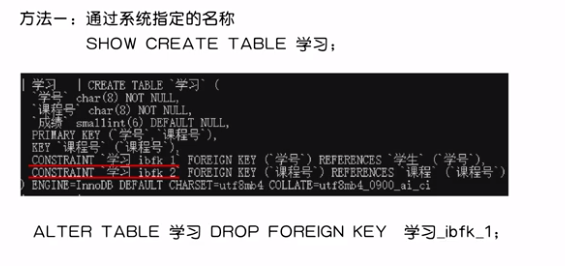 方法一：通过系统指定的名称
SHOW CREATE TABLE 学习;
| 学习 | CREATE TABLE `学习` (
`学号` char(8) NOT NULL,
`课程号` char(8) NOT NULL,
`成绩` smallint(6) DEFAULT NULL,
PRIMARY KEY (`学号`,`课程号`),
KEY `课程号` (`课程号`),
CONSTRAINT `学习_ibfk_1` FOREIGN KEY (`学号`) REFERENCES `学生` (`学号`),
CONSTRAINT `学习_ibfk_2` FOREIGN KEY (`课程号`) REFERENCES `课程` (`课程号`)
) ENGINE=InnoDB DEFAULT CHARSET=utf8mb4 COLLATE=utf8mb4_0900_ai_ci
ALTER TABLE 学习 DROP FOREIGN KEY 学习_ibfk_1;